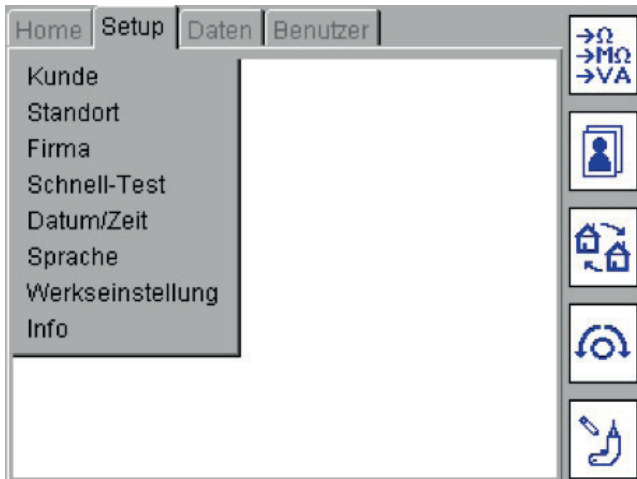 Home Setup Daten Benutzer
Kunde
Standort
Firma
Schnell-Test
Datum/Zeit
Sprache
Werkseinstellung
Info
→Ω
→MΩ
→VA